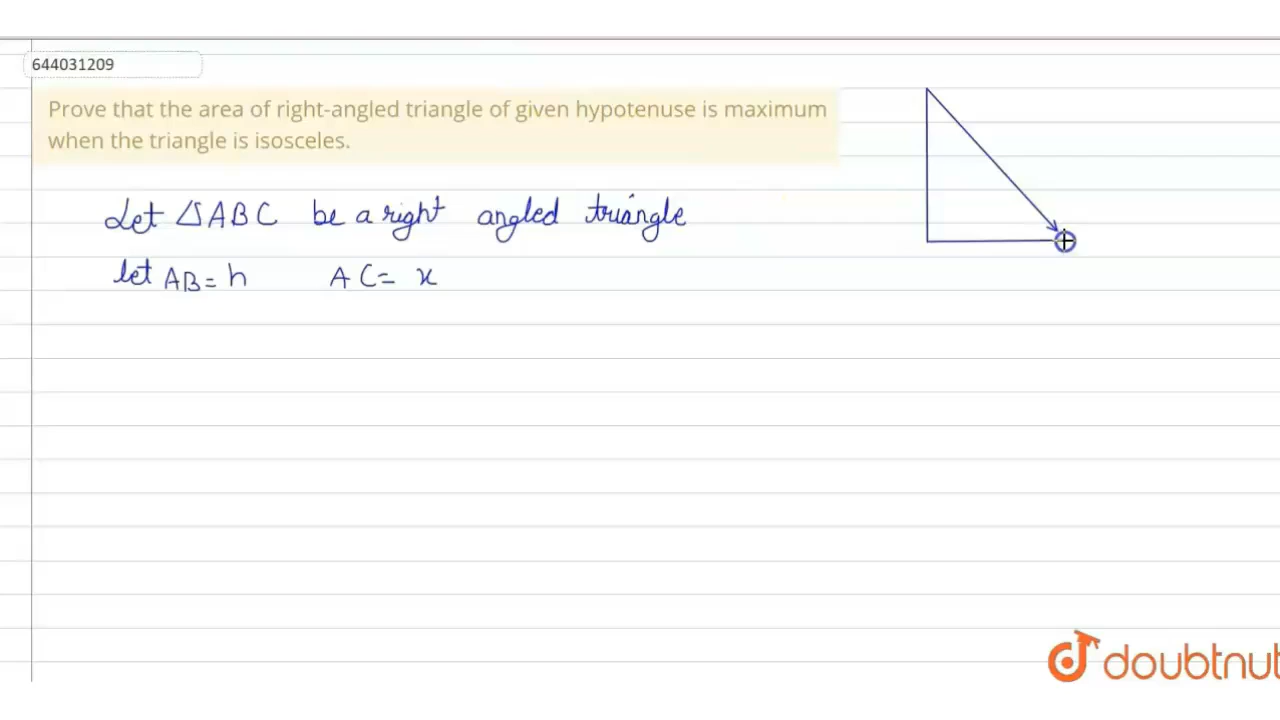 644031209
Prove that the area of right-angled triangle of given hypotenuse is maximum
when the triangle is isosceles.
Let △ABC be a right angled triangle
let AB = h AC = x
doubtnut